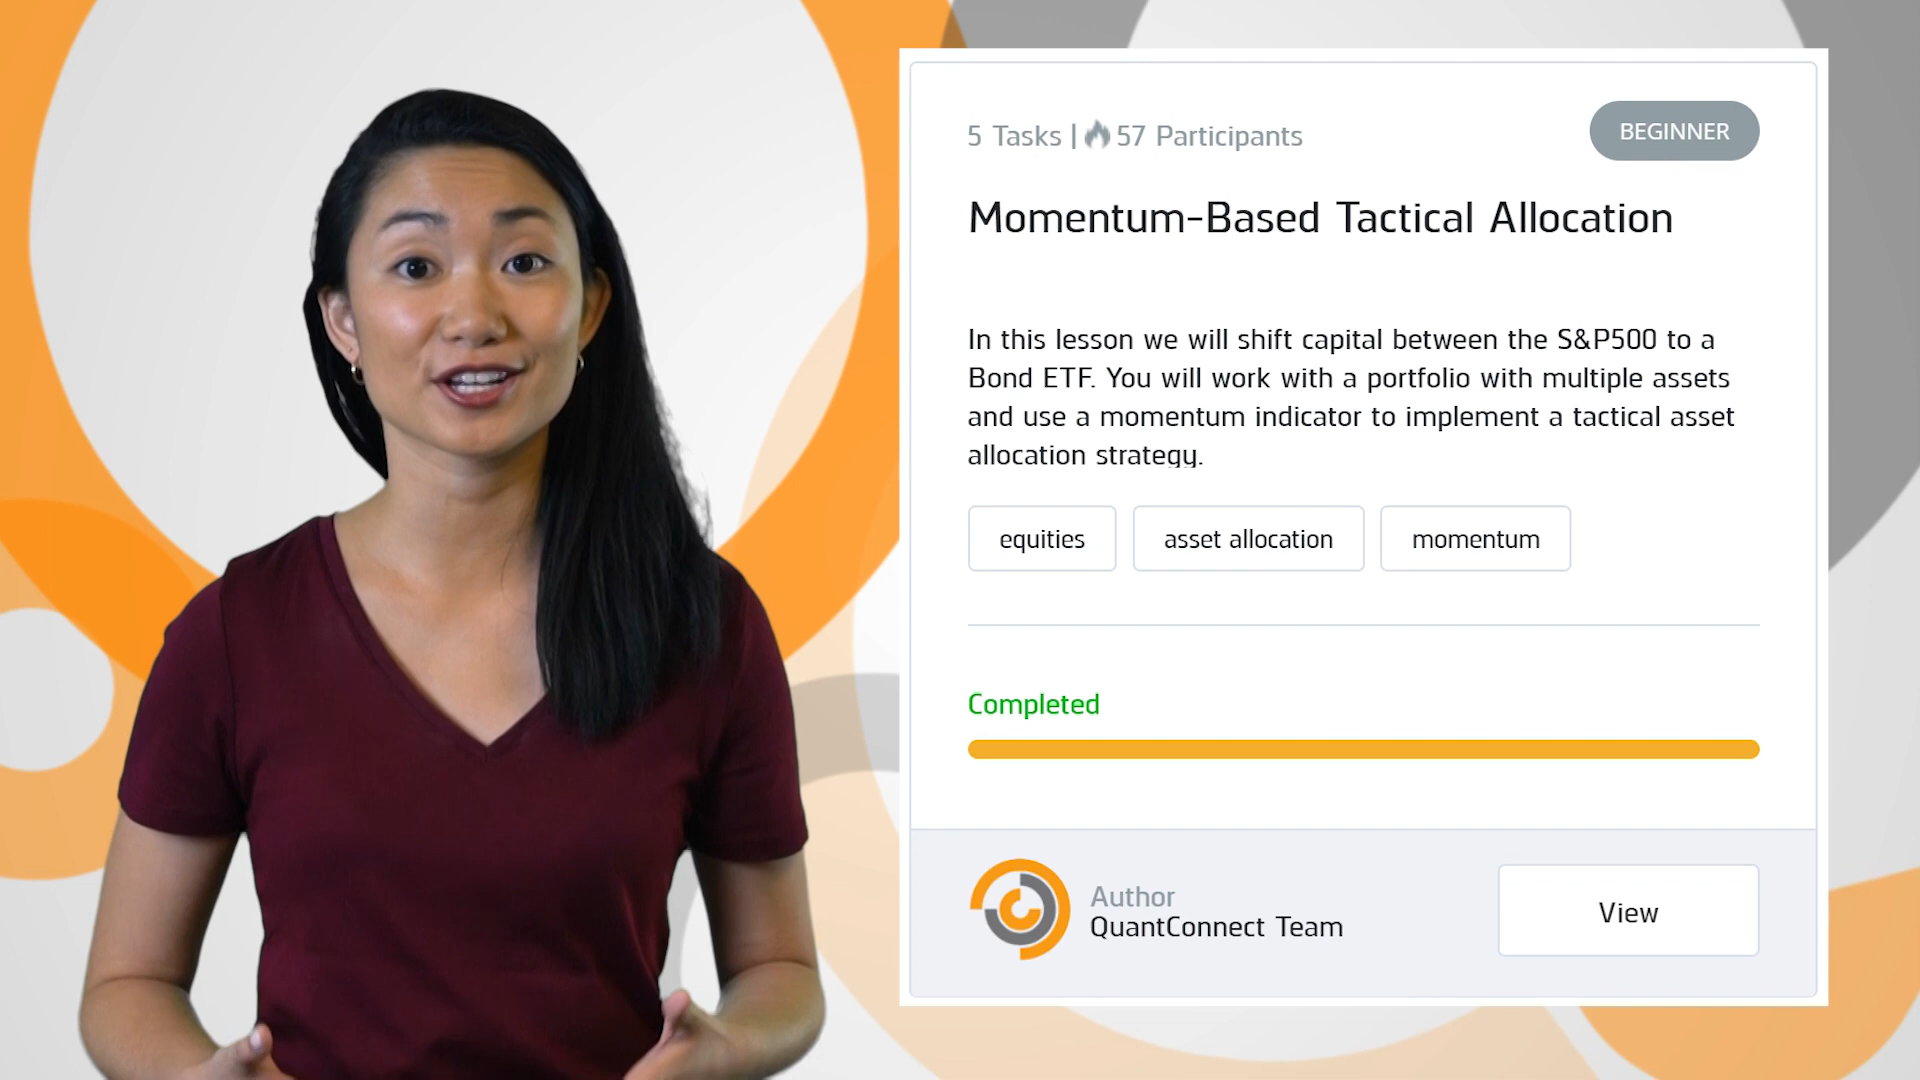 5 Tasks | 57 Participants
BEGINNER
Momentum-Based Tactical Allocation
In this lesson we will shift capital between the S&P500 to a
Bond ETF. You will work with a portfolio with multiple assets
and use a momentum indicator to implement a tactical asset
allocation strategy.
equities
asset allocation
momentum
Completed
Author
QuantConnect Team
View